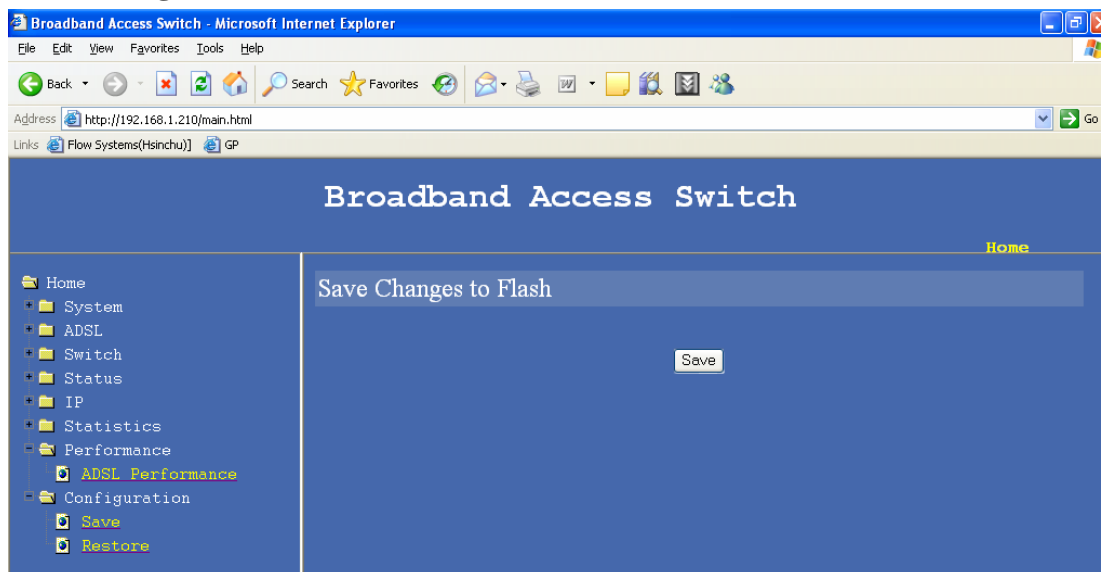 Broadband Access Switch - Microsoft Internet Explorer
File Edit View Favorites Tools Help
Back Search Favorites
Address http://192.168.1.210/main.html Go
Links Flow Systems(Hsinchu)] GP
Broadband Access Switch
Home
Home
System
ADSL
Switch
Status
IP
Statistics
Performance
ADSL Performance
Configuration
Save
Restore
Save Changes to Flash
Save